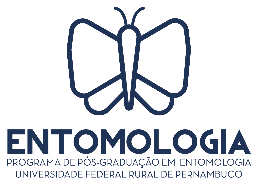 ENTOMOLOGIA
PROGRAMA DE PÓS-GRADUAÇÃO EM ENTOMOLOGIA
UNIVERSIDADE FEDERAL RURAL DE PERNAMBUCO